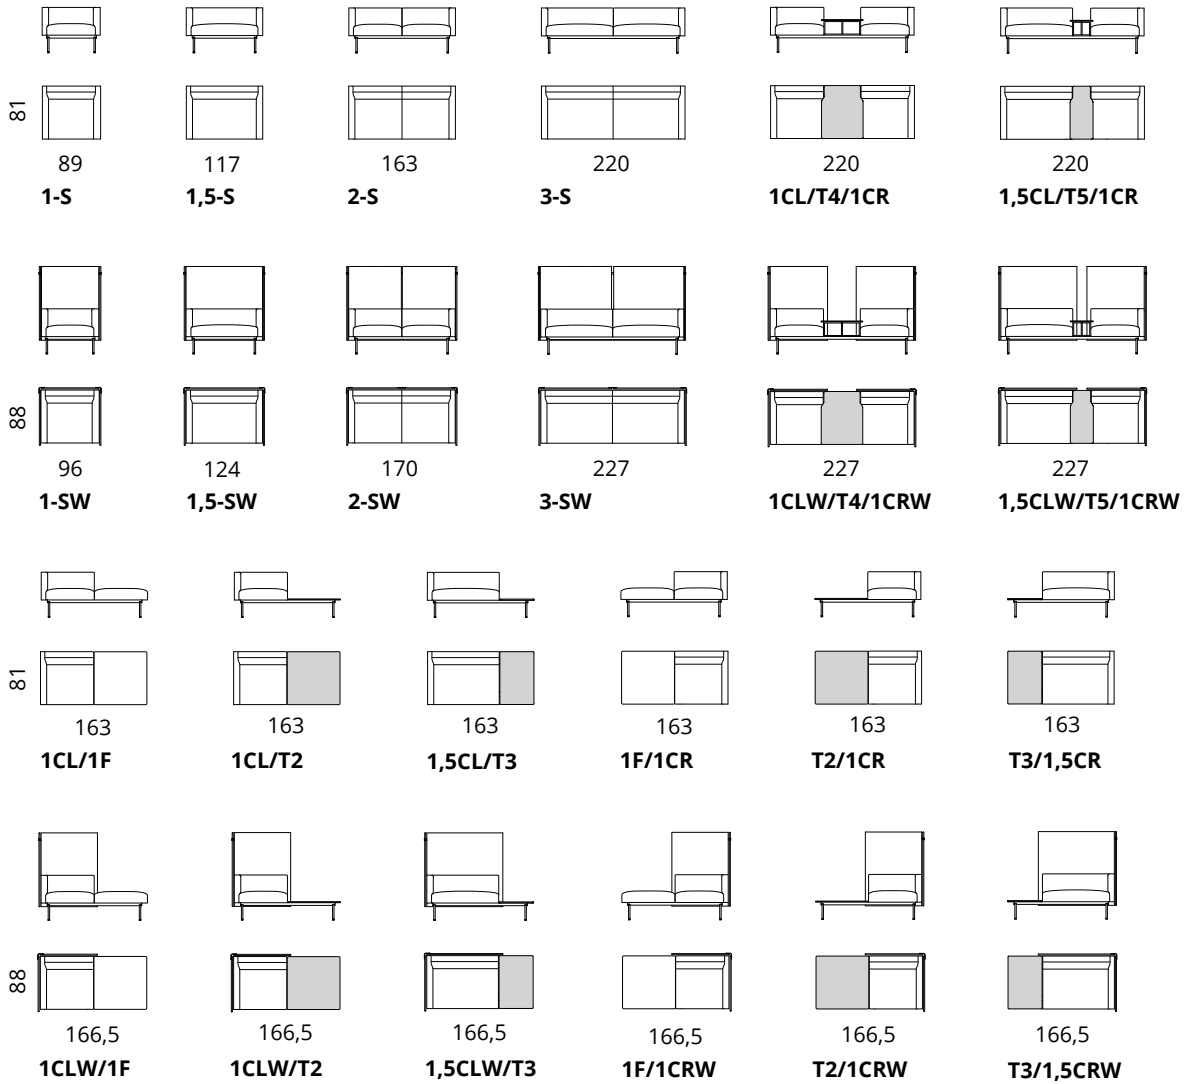 81
89 117 163 220 220 220
1-S 1,5-S 2-S 3-S 1CL/T4/1CR 1,5CL/T5/1CR
88
96 124 170 227 227 227
1-SW 1,5-SW 2-SW 3-SW 1CLW/T4/1CRW 1,5CLW/T5/1CRW
81
163 163 163 163 163 163
1CL/1F 1CL/T2 1,5CL/T3 1F/1CR T2/1CR T3/1,5CR
88
166,5 166,5 166,5 166,5 166,5 166,5
1CLW/1F 1CLW/T2 1,5CLW/T3 1F/1CRW T2/1CRW T3/1,5CRW